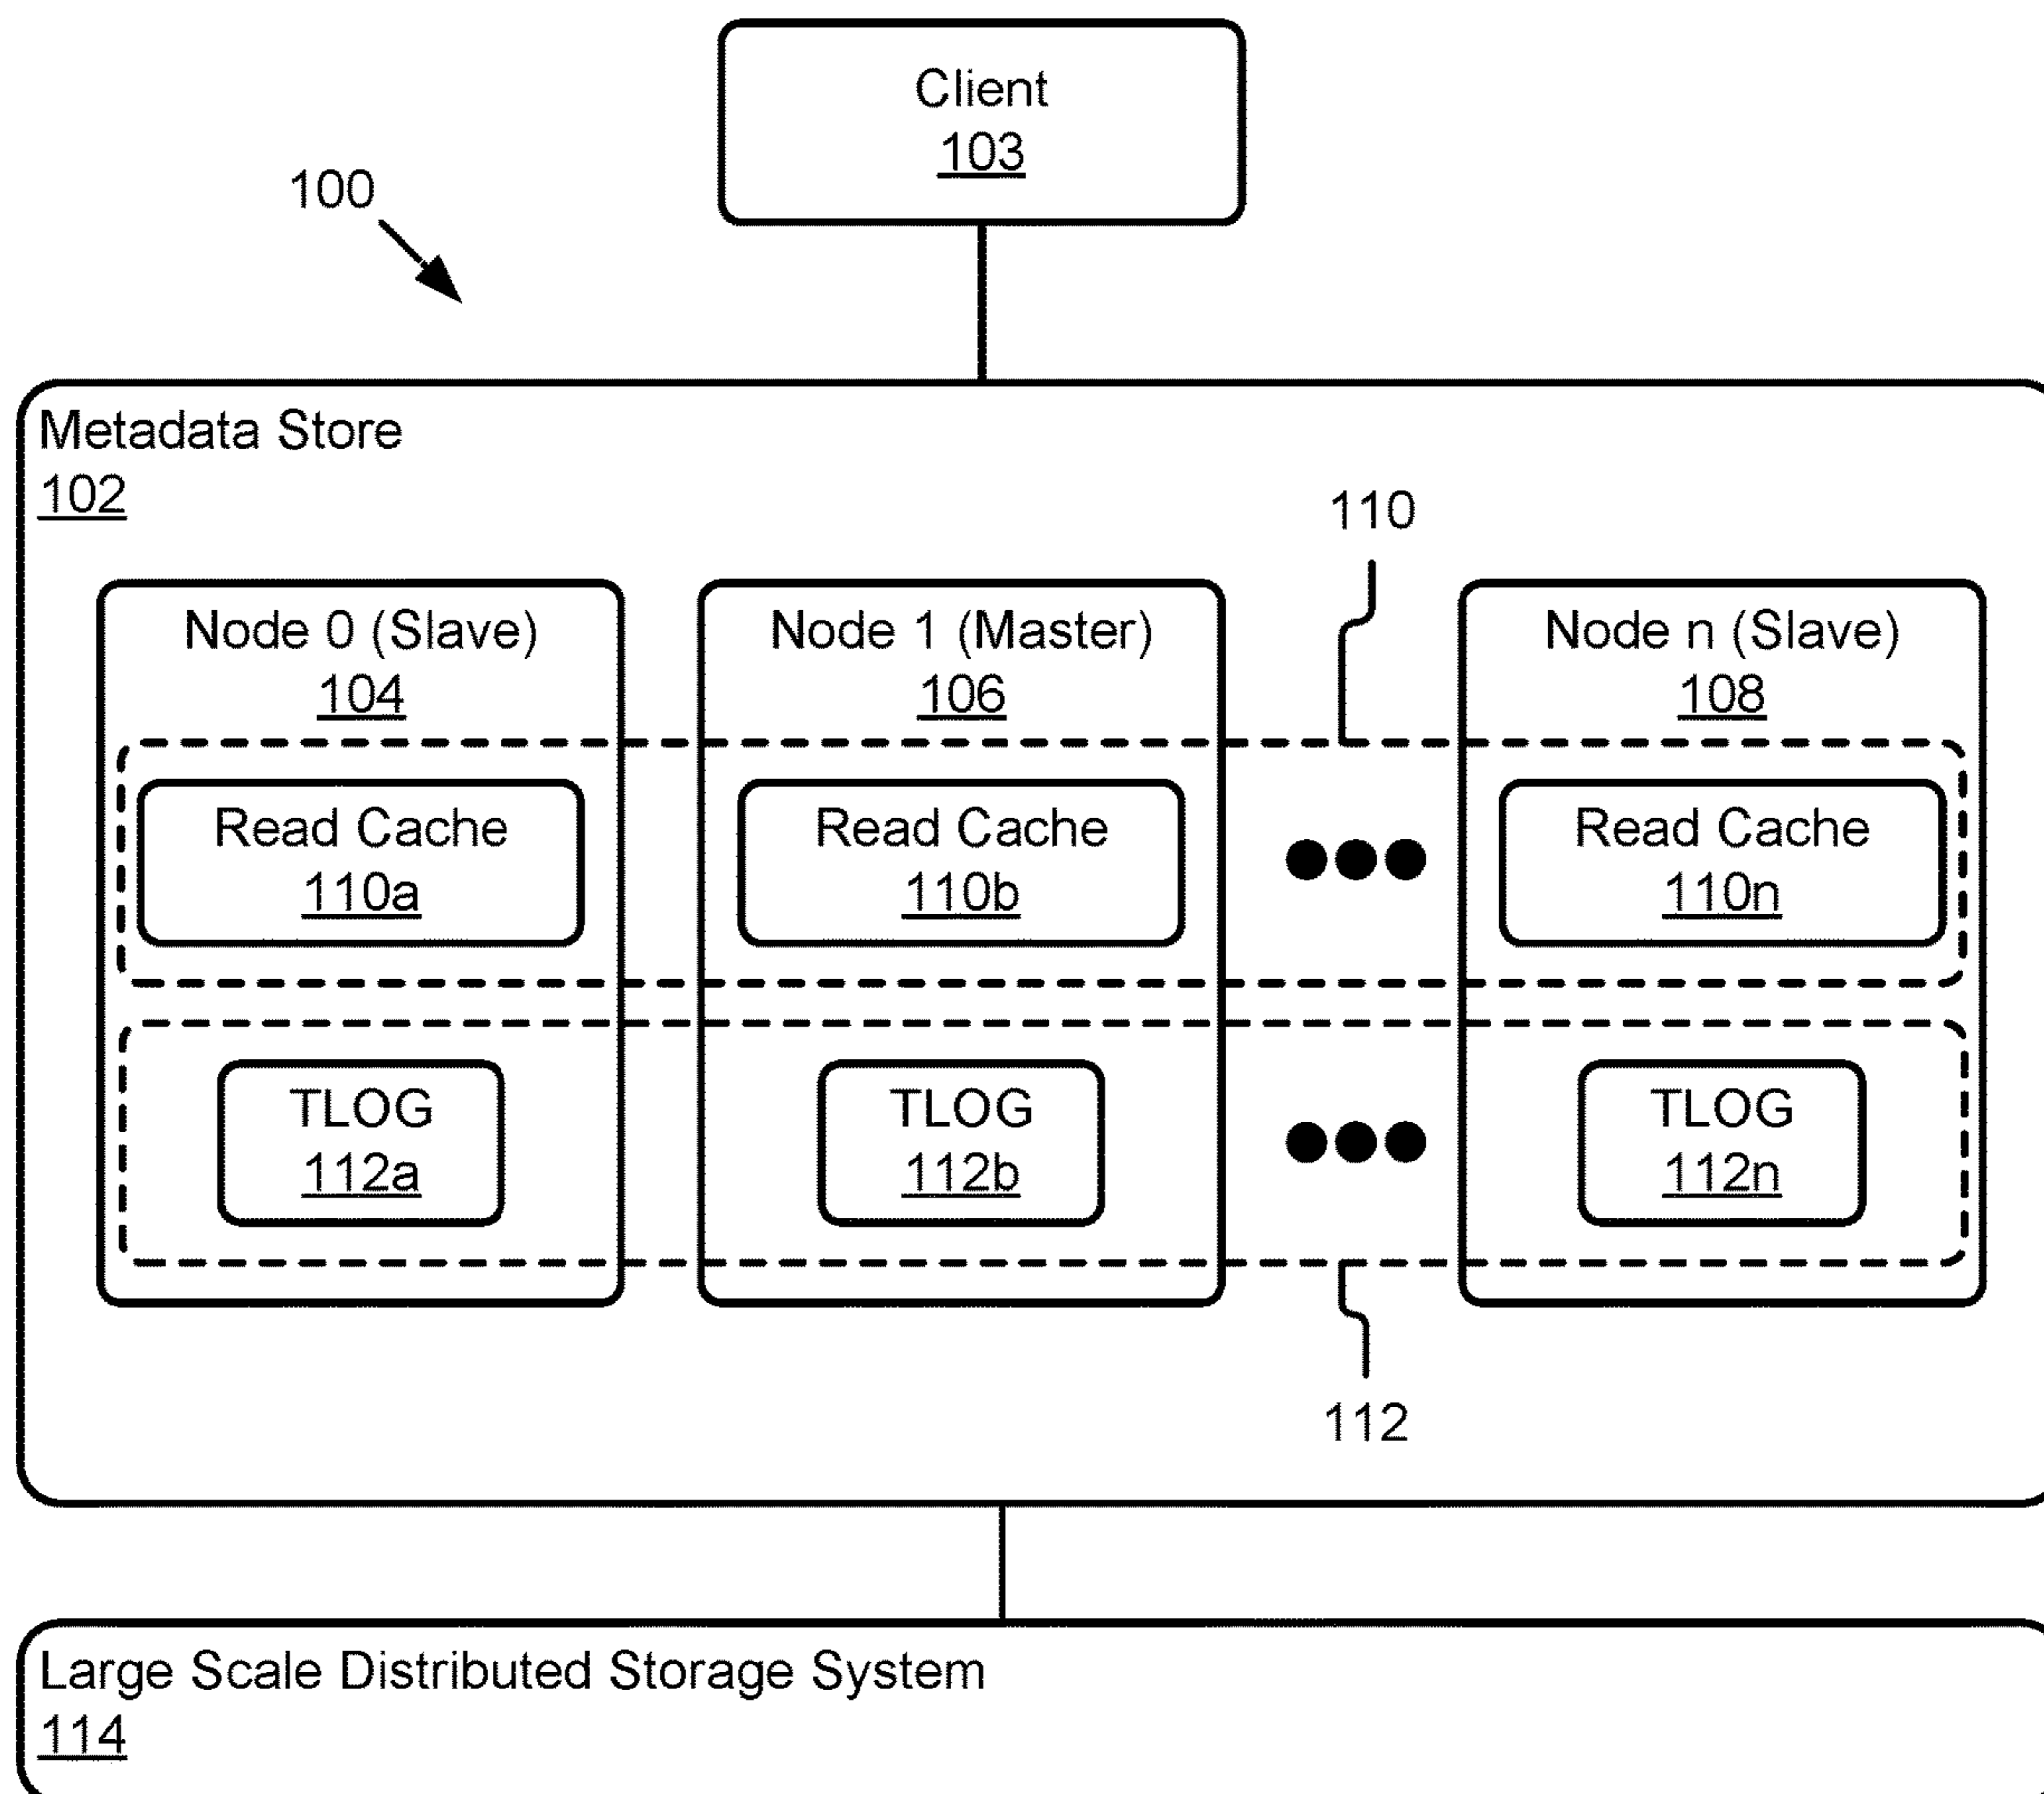 Client
103
100
Metadata Store
102
110
Node 0 (Slave)
104
Node 1 (Master)
106
Node n (Slave)
108
Read Cache
110a
Read Cache
110b
Read Cache
110n
TLOG
112a
TLOG
112b
TLOG
112n
112
Large Scale Distributed Storage System
114